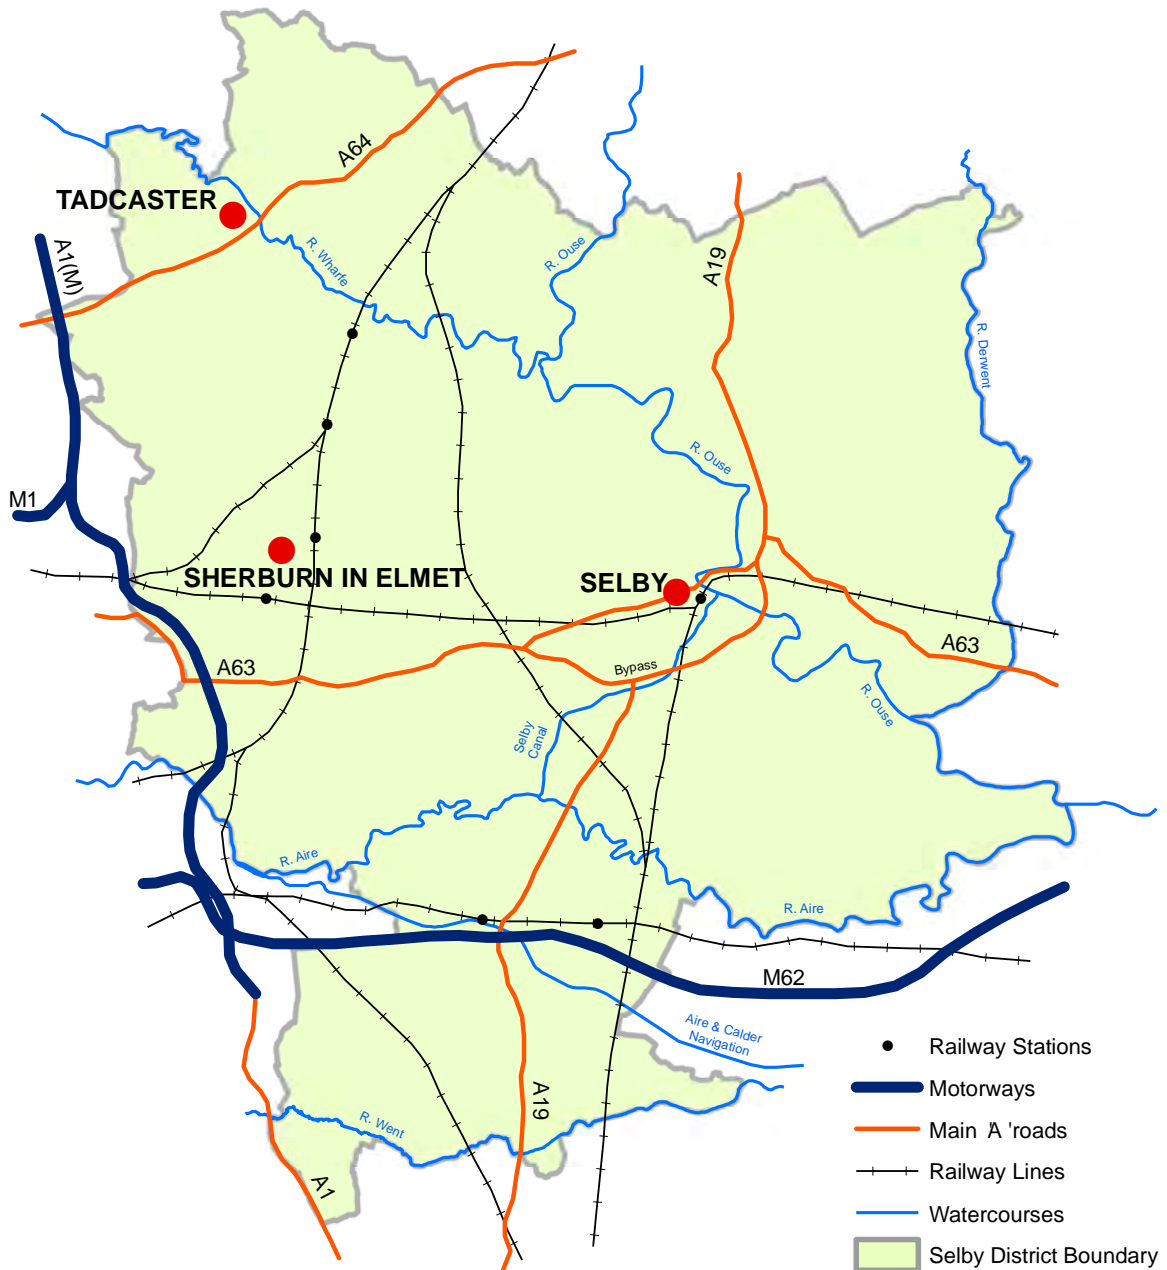 A64
TADCASTER
A1(M)
R. Wharfe
R. Ouse
A19
R. Derwent
R. Ouse
M1
SHERBURN IN ELMET
SELBY
A63
Bypass
A63
R. Ouse
Selby
Canal
R. Aire
R. Aire
M62
Aire & Calder
Navigation
A19
R. Went
A1
Railway Stations
Motorways
Main 'A 'roads
Railway Lines
Watercourses
Selby District Boundary